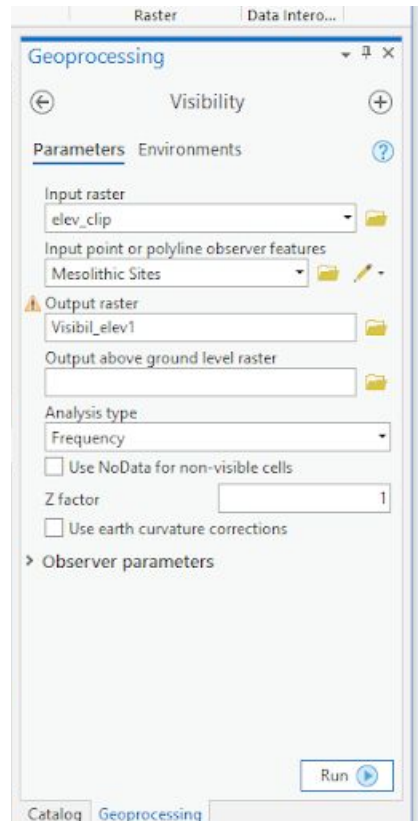 Raster Data Intero...
Geoprocessing
Visibility
Parameters Environments
Input raster
elev_clip
Input point or polyline observer features
Mesolithic Sites
Output raster
Visibil_elev1
Output above ground level raster
Analysis type
Frequency
Use NoData for non-visible cells
Z factor 1
Use earth curvature corrections
> Observer parameters
Run
Catalog Geoprocessing